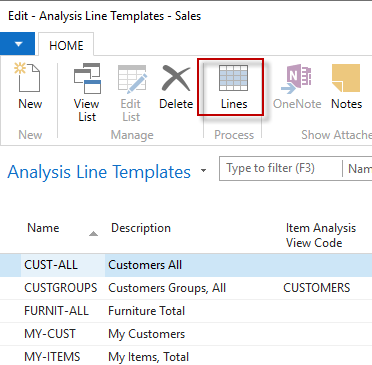 Edit - Analysis Line Templates - Sales
HOME
New
View List
Edit List
Delete
Lines
OneNote
Notes
New
Manage
Process
Show Attache
Analysis Line Templates
Type to filter (F3)
Nam
Name
Description
Item Analysis View Code
CUST-ALL Customers All
CUSTGROUPS Customers Groups, All CUSTOMERS
FURNIT-ALL Furniture Total
MY-CUST My Customers
MY-ITEMS My Items, Total